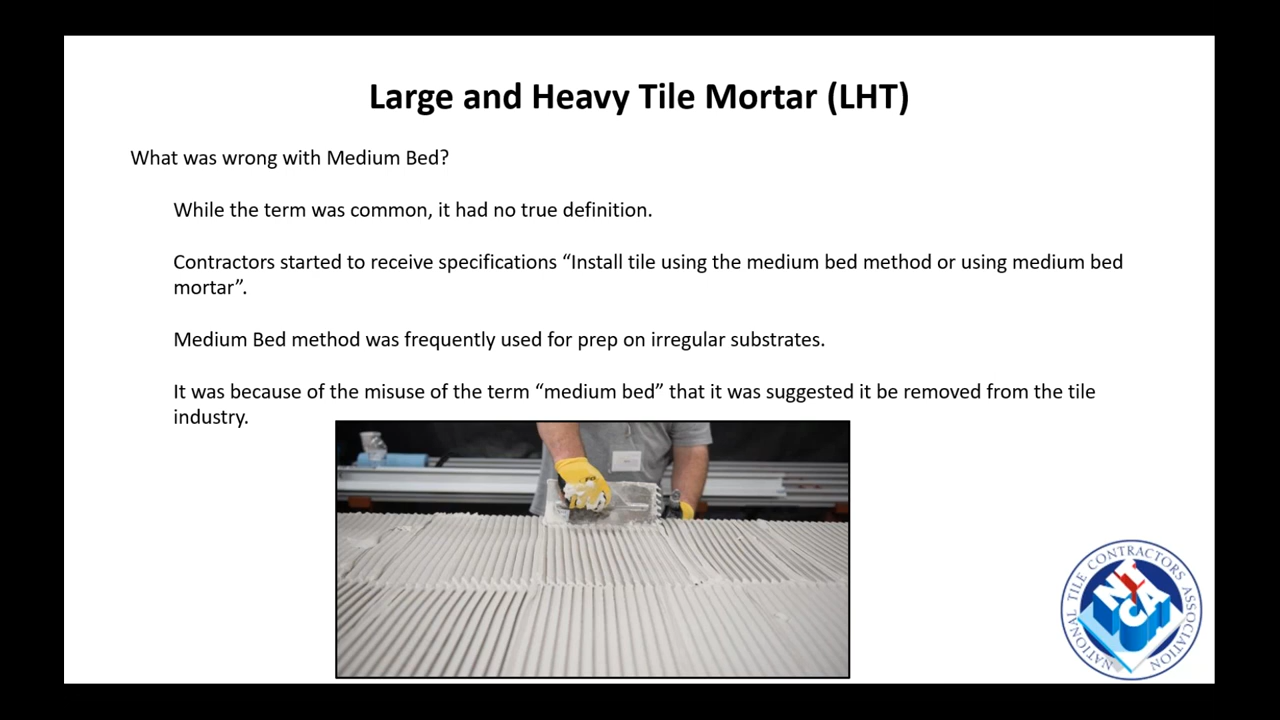 Large and Heavy Tile Mortar (LHT)
What was wrong with Medium Bed?
While the term was common, it had no true definition.
Contractors started to receive specifications “Install tile using the medium bed method or using medium bed
mortar”.
Medium Bed method was frequently used for prep on irregular substrates.
It was because of the misuse of the term “medium bed” that it was suggested it be removed from the tile
industry.
NATIONAL TILE CONTRACTORS ASSOCIATION
NTCA